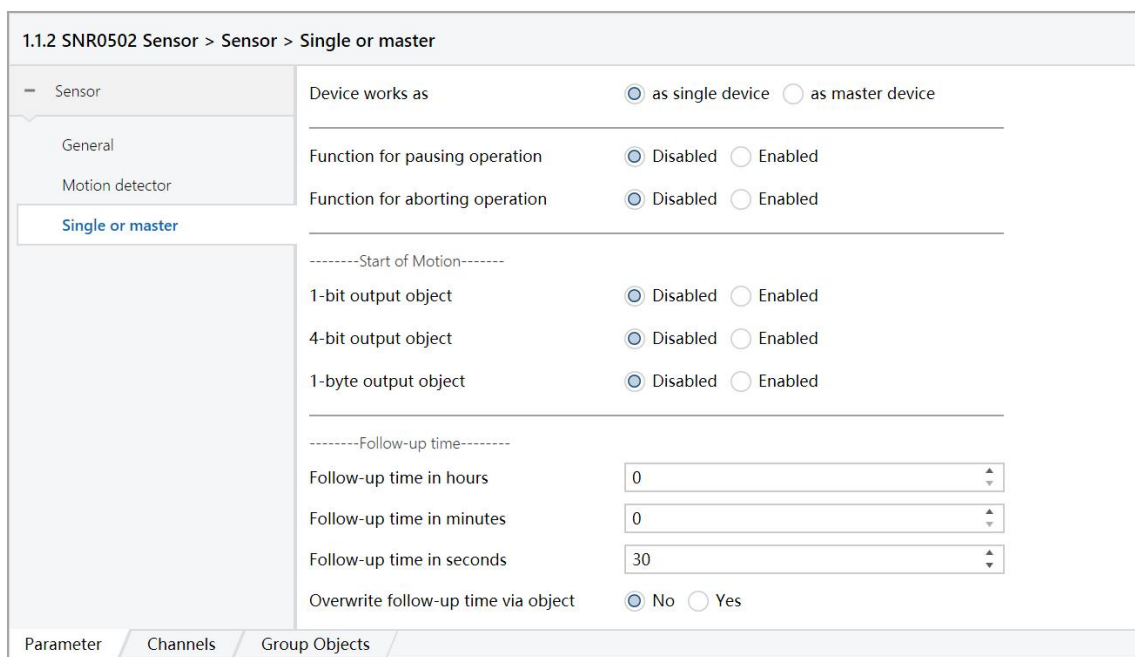 1.1.2 SNR0502 Sensor > Sensor > Single or master
Sensor
General
Motion detector
Single or master
Device works as as single device as master device
Function for pausing operation Disabled Enabled
Function for aborting operation Disabled Enabled
--------Start of Motion-------
1-bit output object Disabled Enabled
4-bit output object Disabled Enabled
1-byte output object Disabled Enabled
--------Follow-up time--------
Follow-up time in hours 0
Follow-up time in minutes 0
Follow-up time in seconds 30
Overwrite follow-up time via object No Yes
Parameter Channels Group Objects